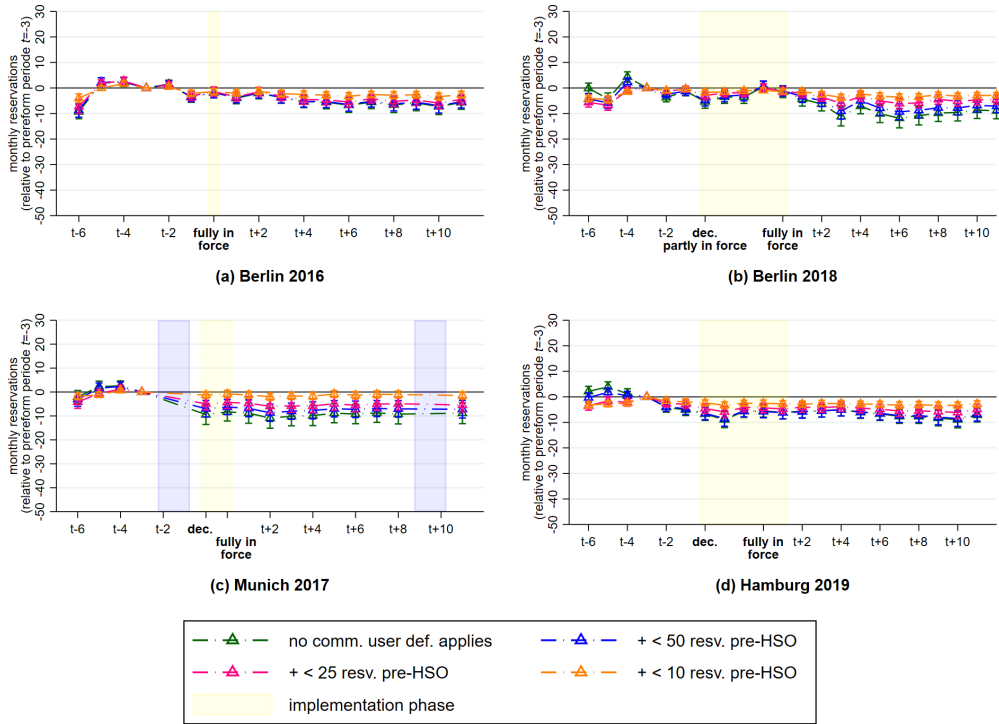 monthly reservations
(relative to prereform periode t=-3)
30
20
10
0
-10
-20
-30
-40
-50
t-6 t-4 t-2 fully in force t+2 t+4 t+6 t+8 t+10
(a) Berlin 2016
monthly reservations
(relative to prereform periode t=-3)
30
20
10
0
-10
-20
-30
-40
-50
t-6 t-4 t-2 dec. partly in force fully in force t+2 t+4 t+6 t+8 t+10
(b) Berlin 2018
monthly reservations
(relative to prereform periode t=-3)
30
20
10
0
-10
-20
-30
-40
-50
t-6 t-4 t-2 dec. fully in force t+2 t+4 t+6 t+8 t+10
(c) Munich 2017
monthly reservations
(relative to prereform periode t=-3)
30
20
10
0
-10
-20
-30
-40
-50
t-6 t-4 t-2 dec. fully in force t+2 t+4 t+6 t+8 t+10
(d) Hamburg 2019
no comm. user def. applies
+ < 50 resv. pre-HSO
+ < 25 resv. pre-HSO
+ < 10 resv. pre-HSO
implementation phase